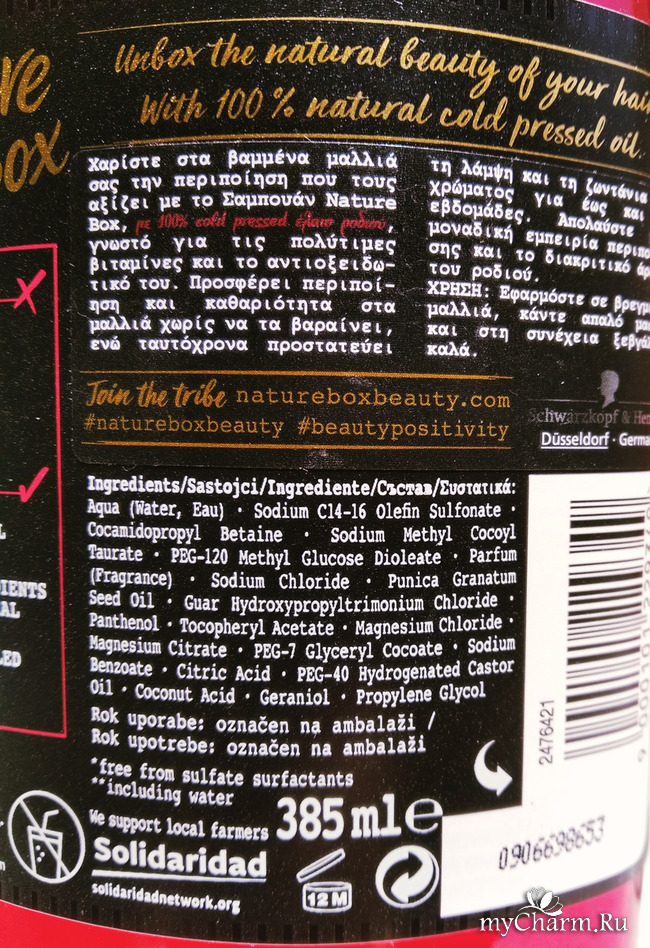 Unbox the natural beauty of your hair
With 100 % natural cold pressed oil.
Χαρίστε στα βαμμένα μαλλιά
σας την περιποίηση που τους
αξίζει με το Σαμπουάν Nature
Box, με 100% cold pressed έλαιο ροδιού,
γνωστό για τις πολύτιμες
βιταμίνες και το αντιοξειδω-
τικό του. Προσφέρει περιποί-
ηση και καθαριότητα στα
μαλλιά χωρίς να τα βαραίνει,
ενώ ταυτόχρονα προστατεύει
τη λάμψη και τη ζωντάνια
χρώματος για έως και
εβδομάδες. Απολαύστε
μοναδική εμπειρία
σης και το διακριτικό
του ροδιού.
ΧΡΗΣΗ: Εφαρμόστε σε
μαλλιά, κάντε απαλό
και στη συνέχεια
καλά.
Join the tribe natureboxbeauty.com
#natureboxbeauty #beautypositivity
Schwarzkopf &
Düsseldorf ·
Ingredients/Sastojci/Ingrediente/Състав/Συστατικά:
Aqua (Water, Eau) · Sodium C14-16 Olefin Sulfonate ·
Cocamidopropyl Betaine · Sodium Methyl Cocoyl
Taurate · PEG-120 Methyl Glucose Dioleate · Parfum
(Fragrance) · Sodium Chloride · Punica Granatum
Seed Oil · Guar Hydroxypropyltrimonium Chloride ·
Panthenol · Tocopheryl Acetate · Magnesium Chloride ·
Magnesium Citrate · PEG-7 Glyceryl Cocoate · Sodium
Benzoate · Citric Acid · PEG-40 Hydrogenated Castor
Oil · Coconut Acid · Geraniol · Propylene Glycol
Rok uporabe: označen na ambalaži /
Rok upotrebe: označen na ambalaži
*free from sulfate surfactants
**including water
We support local farmers
385 ml e
Solidaridad
solidaridadnetwork.org
12 M
2476421
0906698653
myCharm.Ru